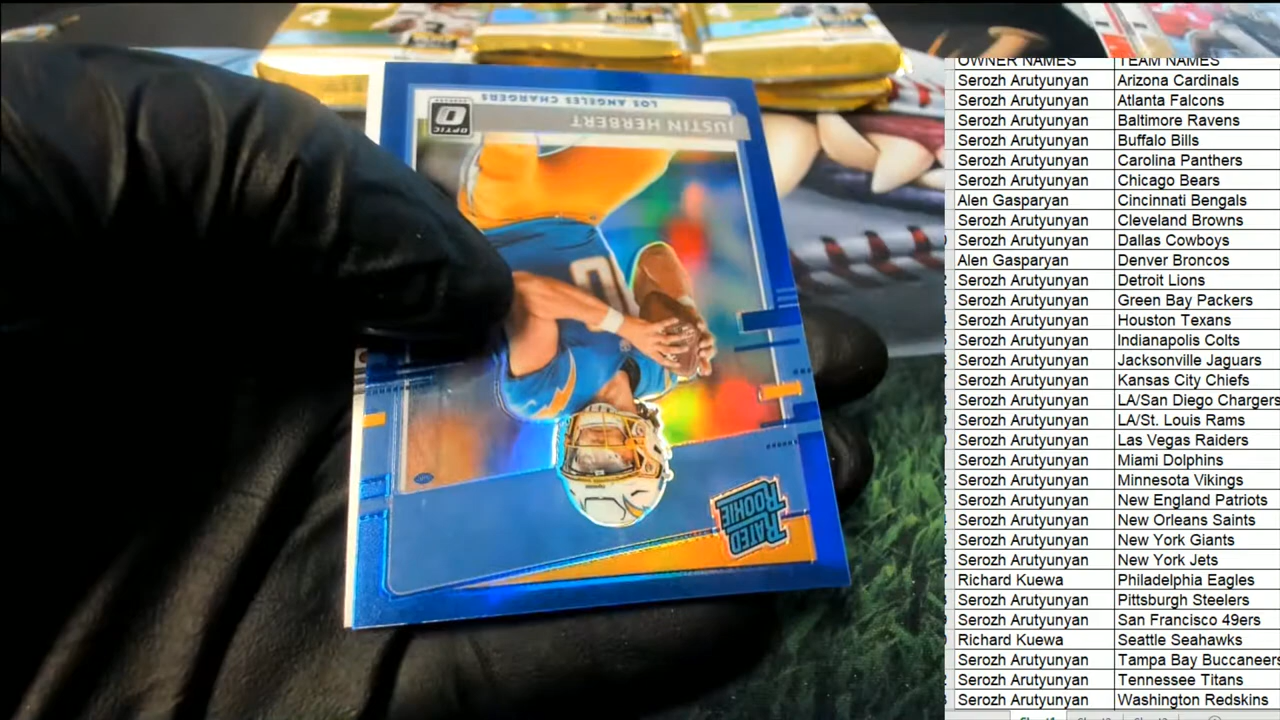 4
JUSTIN HERBERT
LOS ANGELES CHARGERS
OPTIC
RATED ROOKIE
OWNER NAMES TEAM NAMES
Serozh Arutyunyan Arizona Cardinals
Serozh Arutyunyan Atlanta Falcons
Serozh Arutyunyan Baltimore Ravens
Serozh Arutyunyan Buffalo Bills
Serozh Arutyunyan Carolina Panthers
Serozh Arutyunyan Chicago Bears
Alen Gasparyan Cincinnati Bengals
Serozh Arutyunyan Cleveland Browns
Serozh Arutyunyan Dallas Cowboys
Alen Gasparyan Denver Broncos
Serozh Arutyunyan Detroit Lions
Serozh Arutyunyan Green Bay Packers
Serozh Arutyunyan Houston Texans
Serozh Arutyunyan Indianapolis Colts
Serozh Arutyunyan Jacksonville Jaguars
Serozh Arutyunyan Kansas City Chiefs
Serozh Arutyunyan LA/San Diego Chargers
Serozh Arutyunyan LA/St. Louis Rams
Serozh Arutyunyan Las Vegas Raiders
Serozh Arutyunyan Miami Dolphins
Serozh Arutyunyan Minnesota Vikings
Serozh Arutyunyan New England Patriots
Serozh Arutyunyan New Orleans Saints
Serozh Arutyunyan New York Giants
Serozh Arutyunyan New York Jets
Richard Kuewa Philadelphia Eagles
Serozh Arutyunyan Pittsburgh Steelers
Serozh Arutyunyan San Francisco 49ers
Richard Kuewa Seattle Seahawks
Serozh Arutyunyan Tampa Bay Buccaneers
Serozh Arutyunyan Tennessee Titans
Serozh Arutyunyan Washington Redskins